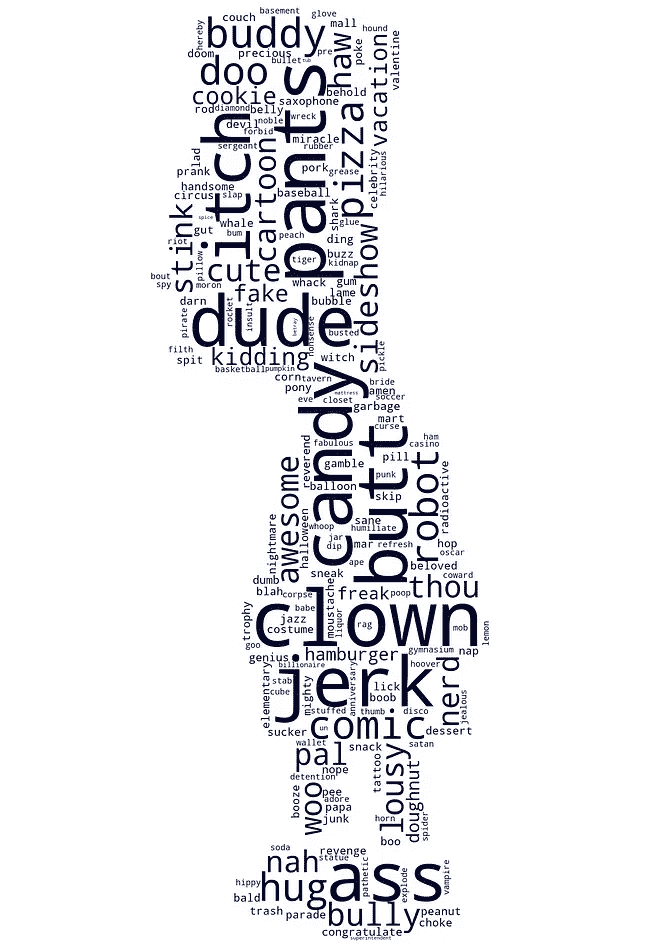 basement
glove
couch
buddy
mall
hound
hereby
poke
haw
vacation
valentine
doom
precious
pre
bullet
tub
doo
pants
behold
cookie
saxophone
rod
diamond
belly
wreck
pizza
devil
noble
itch
forbid
miracle
sergeant
rubber
cartoon
lad
pork
grease
prank
celebrity
hilarious
handsome
baseball
circus
slap
shark
stink
spice
whale
glue
gut
bum
peach
ding
sideshow
riot
buzz
pillow
tiger
kidnap
cute
bout
moron
whack
gum
spy
fake
lame
darn
bubble
rocket
pirate
insult
dude
betray
busted
nonsense
filth
pickle
spit
kidding
witch
basketball
pumpkin
corn
tavern
bride
pony
candy
mattress
amen
eve
closet
soccer
garbage
mart
curse
butt
ham
fabulous
casino
reverend
pill
awesome
gamble
robot
punk
radioactive
balloon
skip
nightmare
halloween
sane
whoop
humiliate
jar
dip
mar
refresh
hop
oscar
ape
beloved
sneak
coward
dumb
thou
blah
corpse
moustache
freak
poop
trophy
babe
clown
jazz
liquor
rag
mob
lemon
costume
goo
hamburger
gymnasium
nap
genius
billionaire
hoover
elementary
jerk
nerd
stab
mighty
anniversary
lick
cube
boob
jealous
stuffed
thumb
disco
comic
sucker
un
dessert
wallet
snack
satan
pal
nope
tattoo
lousy
doughnut
detention
booze
woo
pee
adore
papa
junk
horn
spider
boo
soda
revenge
nah
statue
hippy
hug
ass
pathetic
explode
vampire
bald
trash
parade
bully
peanut
choke
congratulate
superintendent